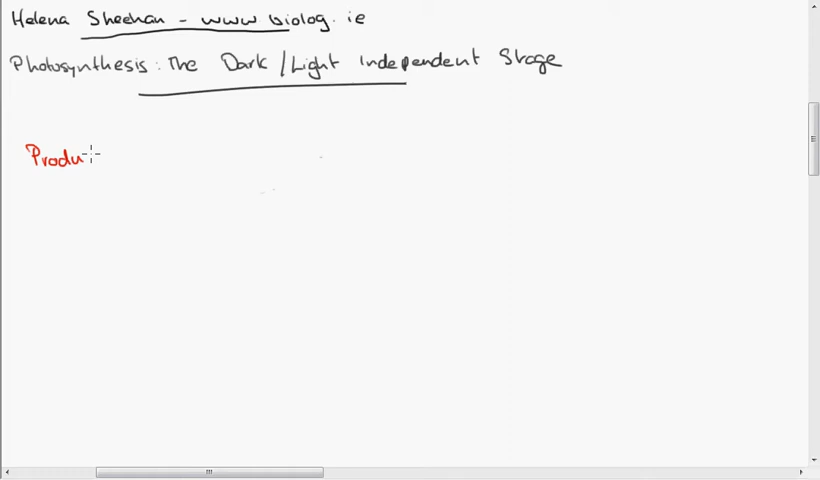 Helena Sheehan - www biolog.ie
Photosynthesis: The Dark /Light Independent Stage
Produ